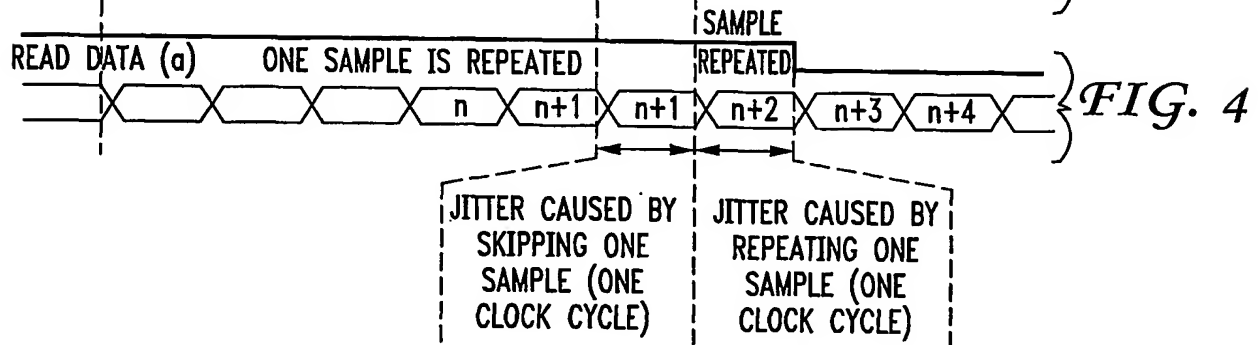 SAMPLE
READ DATA (a) ONE SAMPLE IS REPEATED REPEATED
n n+1 n+1 n+2 n+3 n+4 FIG. 4
JITTER CAUSED BY
SKIPPING ONE
SAMPLE (ONE
CLOCK CYCLE)
JITTER CAUSED BY
REPEATING ONE
SAMPLE (ONE
CLOCK CYCLE)